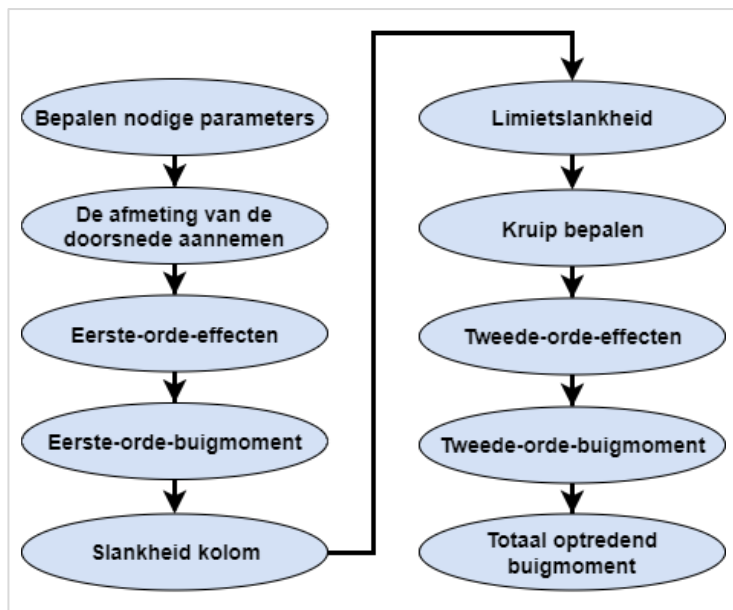 Bepalen nodige parameters
De afmeting van de
doorsnede aannemen
Eerste-orde-effecten
Eerste-orde-buigmoment
Slankheid kolom
Limietslankheid
Kruip bepalen
Tweede-orde-effecten
Tweede-orde-buigmoment
Totaal optredend
buigmoment